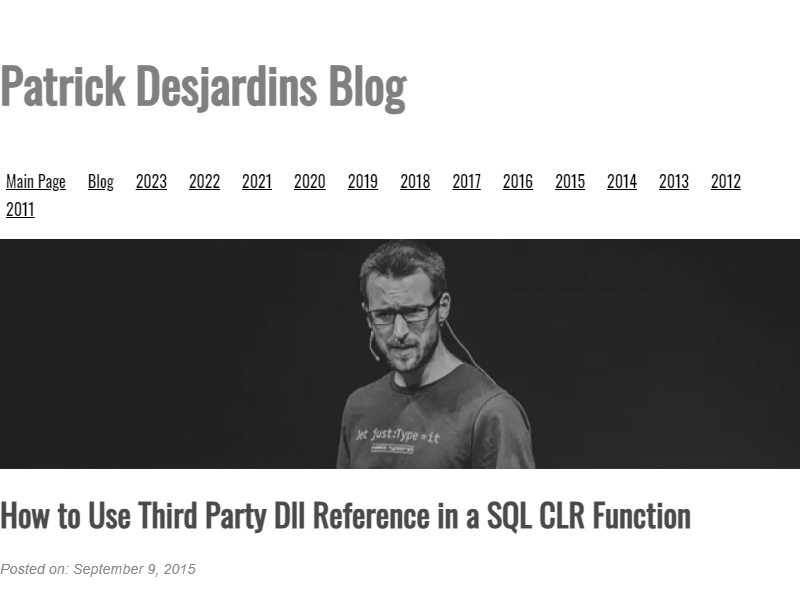 Patrick Desjardins Blog
Main Page Blog 2023 2022 2021 2020 2019 2018 2017 2016 2015 2014 2013 2012
2011
let just:Type = it
How to Use Third Party Dll Reference in a SQL CLR Function
Posted on: September 9, 2015